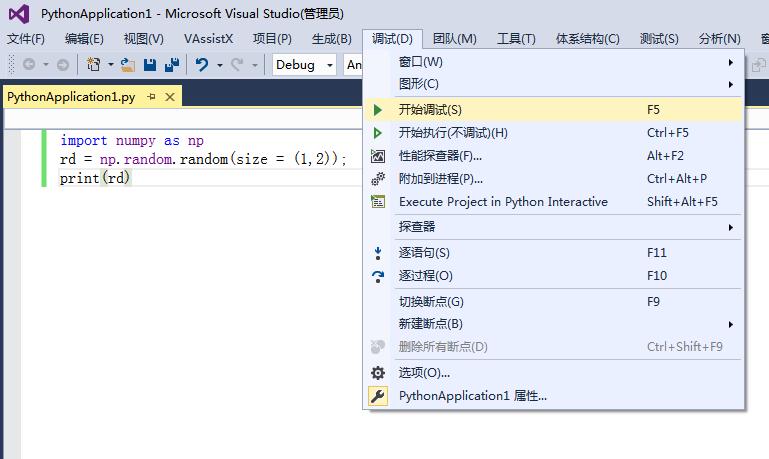 PythonApplication1 - Microsoft Visual Studio(管理员)
文件(F) 编辑(E) 视图(V) VAssistX 项目(P) 生成(B) 调试(D) 团队(M) 工具(T) 体系结构(C) 测试(S) 分析(N)
Debug An
PythonApplication1.py
import numpy as np
rd = np.random.random(size = (1,2));
print(rd)
窗口(W)
图形(C)
开始调试(S) F5
开始执行(不调试)(H) Ctrl+F5
性能探查器(F)... Alt+F2
附加到进程(P)... Ctrl+Alt+P
Execute Project in Python Interactive Shift+Alt+F5
探查器
逐语句(S) F11
逐过程(O) F10
切换断点(G) F9
新建断点(B)
删除所有断点(D) Ctrl+Shift+F9
选项(O)...
PythonApplication1 属性...